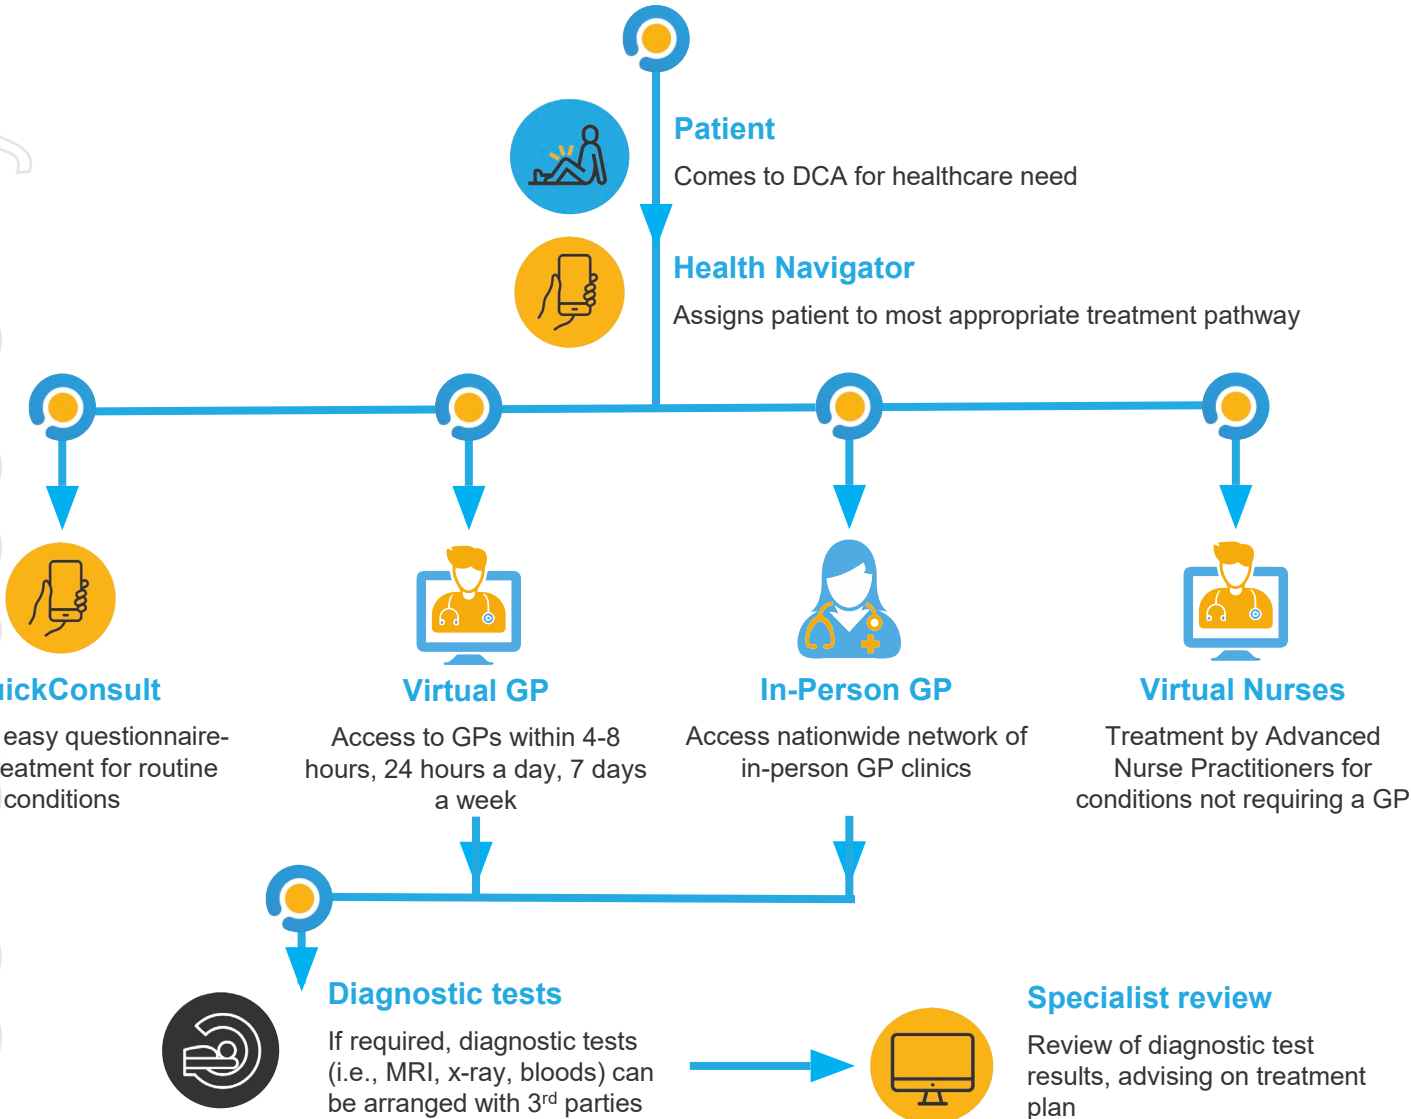 Patient
Comes to DCA for healthcare need
Health Navigator
Assigns patient to most appropriate treatment pathway
uickConsult
easy questionnaire-
eatment for routine
conditions
Virtual GP
Access to GPs within 4-8
hours, 24 hours a day, 7 days
a week
In-Person GP
Access nationwide network of
in-person GP clinics
Virtual Nurses
Treatment by Advanced
Nurse Practitioners for
conditions not requiring a GP
Diagnostic tests
If required, diagnostic tests
(i.e., MRI, x-ray, bloods) can
be arranged with 3rd parties
Specialist review
Review of diagnostic test
results, advising on treatment
plan